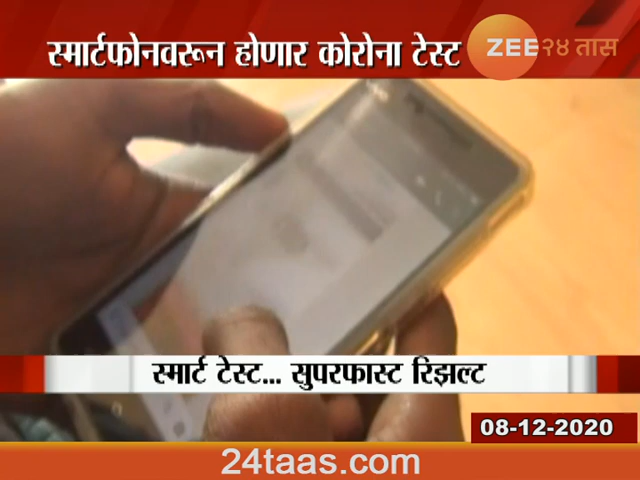 स्मार्टफोनवरून होणार कोरोना टेस्ट
ZEE २४ तास
स्मार्ट टेस्ट... सुपरफास्ट रिझल्ट
08-12-2020
24taas.com